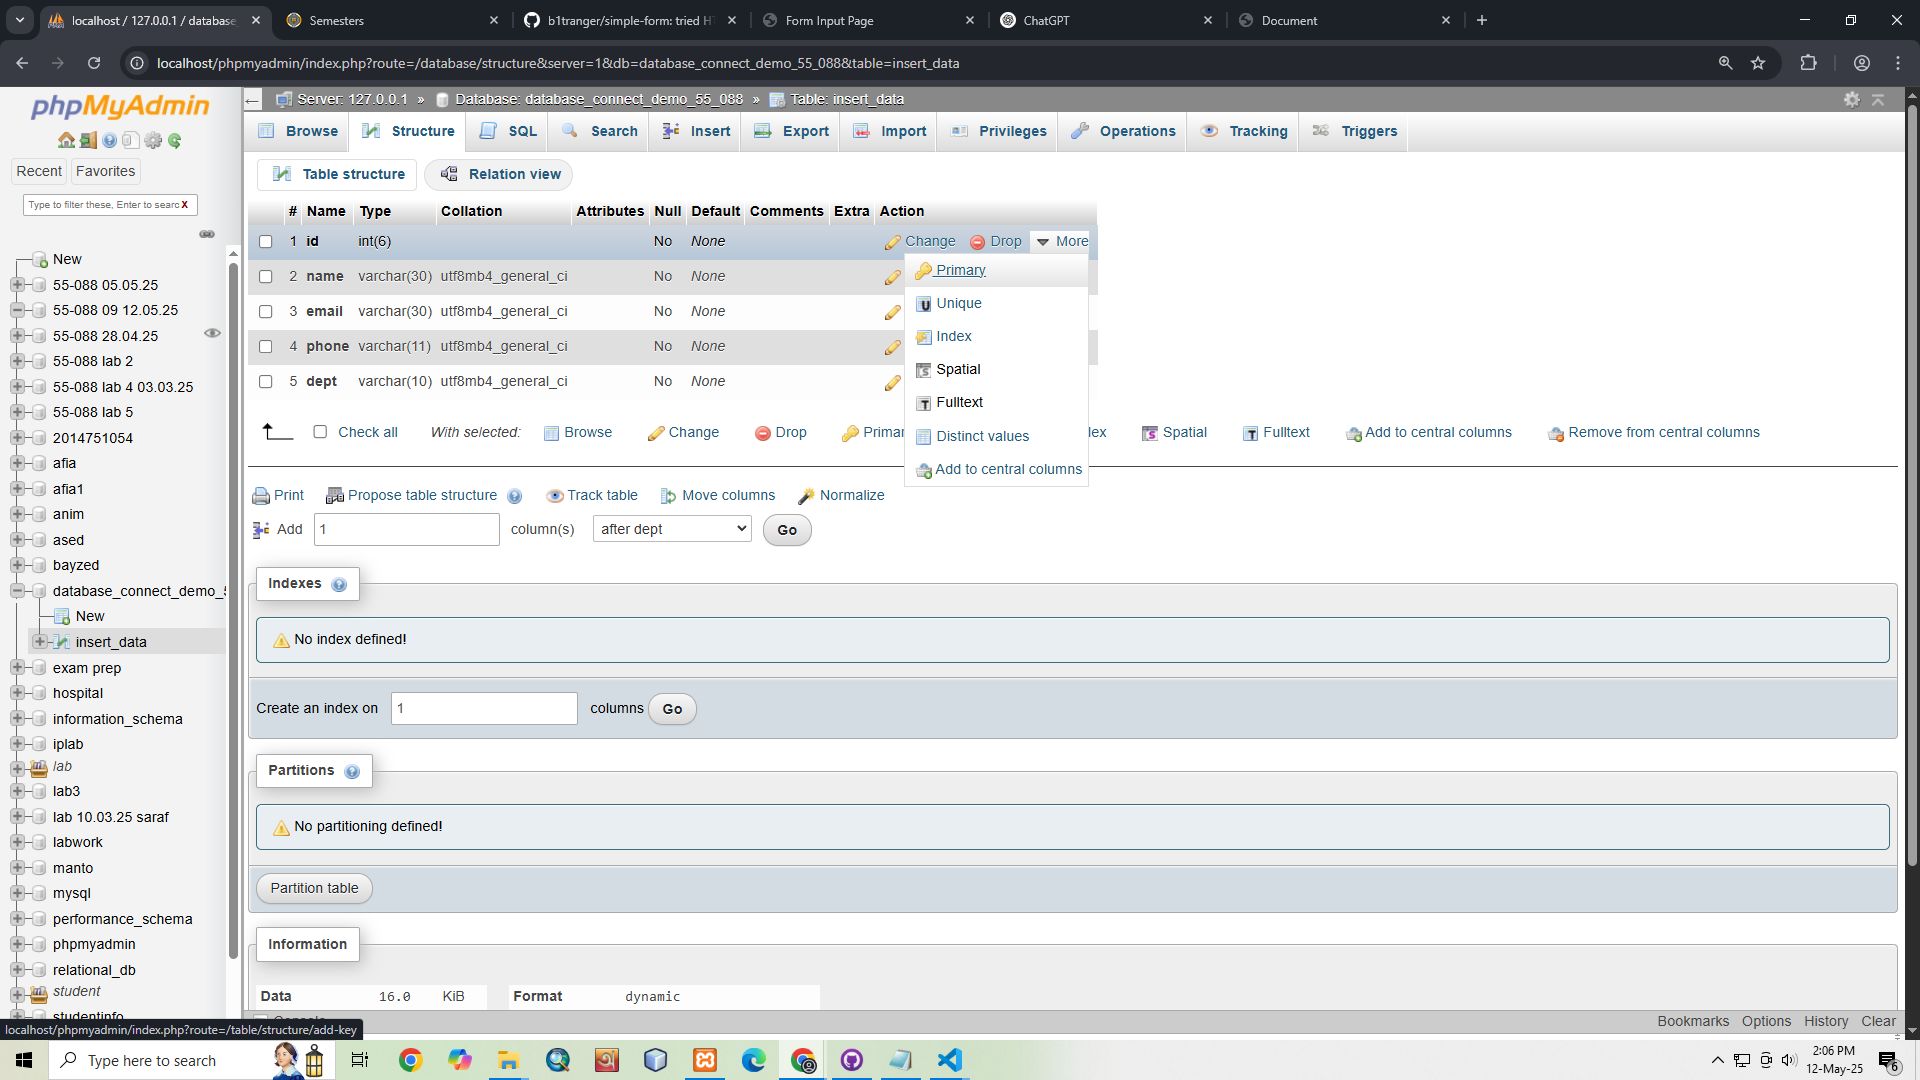 localhost / 127.0.0.1 / database_
Semesters
b1tranger/simple-form: tried H
Form Input Page
ChatGPT
Document
localhost/phpmyadmin/index.php?route=/database/structure&server=1&db=database_connect_demo_55_088&table=insert_data
phpMyAdmin
Recent
Favorites
Type to filter these, Enter to searc X
New
55-088 05.05.25
55-088 09 12.05.25
55-088 28.04.25
55-088 lab 2
55-088 lab 4 03.03.25
55-088 lab 5
2014751054
afia
afia1
anim
ased
bayzed
database_connect_demo_5
New
insert_data
exam prep
hospital
information_schema
iplab
lab
lab3
lab 10.03.25 saraf
labwork
manto
mysql
performance_schema
phpmyadmin
relational_db
student
studentinfo
Server: 127.0.0.1 » Database: database_connect_demo_55_088 » Table: insert_data
Browse Structure SQL Search Insert Export Import Privileges Operations Tracking Triggers
Table structure Relation view
# Name Type Collation Attributes Null Default Comments Extra Action
1 id int(6) No None Change Drop More
2 name varchar(30) utf8mb4_general_ci No None
3 email varchar(30) utf8mb4_general_ci No None
4 phone varchar(11) utf8mb4_general_ci No None
5 dept varchar(10) utf8mb4_general_ci No None
Primary
Unique
Index
Spatial
Fulltext
Distinct values
Add to central columns
Check all With selected: Browse Change Drop Primar dex Spatial Fulltext Add to central columns Remove from central columns
Print Propose table structure Track table Move columns Normalize
Add 1 column(s) after dept Go
Indexes
No index defined!
Create an index on 1 columns Go
Partitions
No partitioning defined!
Partition table
Information
Data 16.0 KiB Format dynamic
Bookmarks Options History Clear
localhost/phpmyadmin/index.php?route=/table/structure/add-key
Type here to search
2:06 PM
12-May-25
6